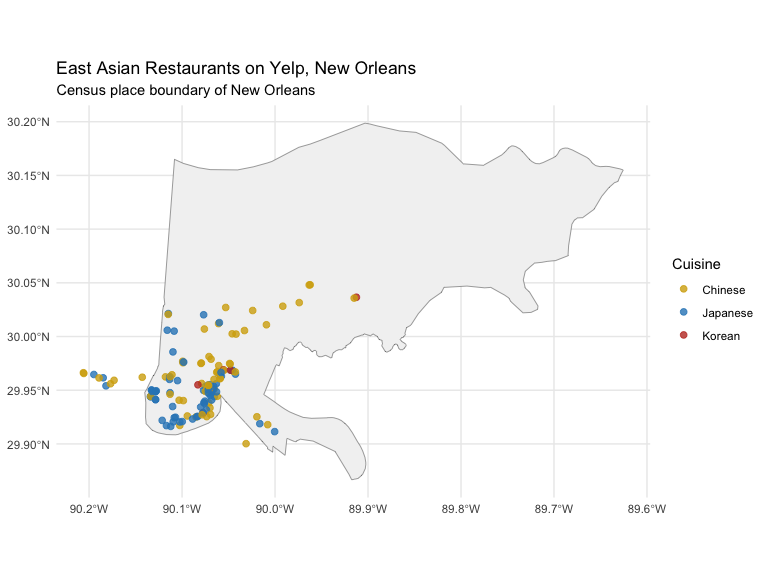 East Asian Restaurants on Yelp, New Orleans
Census place boundary of New Orleans
30.20°N
30.15°N
30.10°N
30.05°N
30.00°N
29.95°N
29.90°N
90.2°W 90.1°W 90.0°W 89.9°W 89.8°W 89.7°W 89.6°W
Cuisine
Chinese
Japanese
Korean